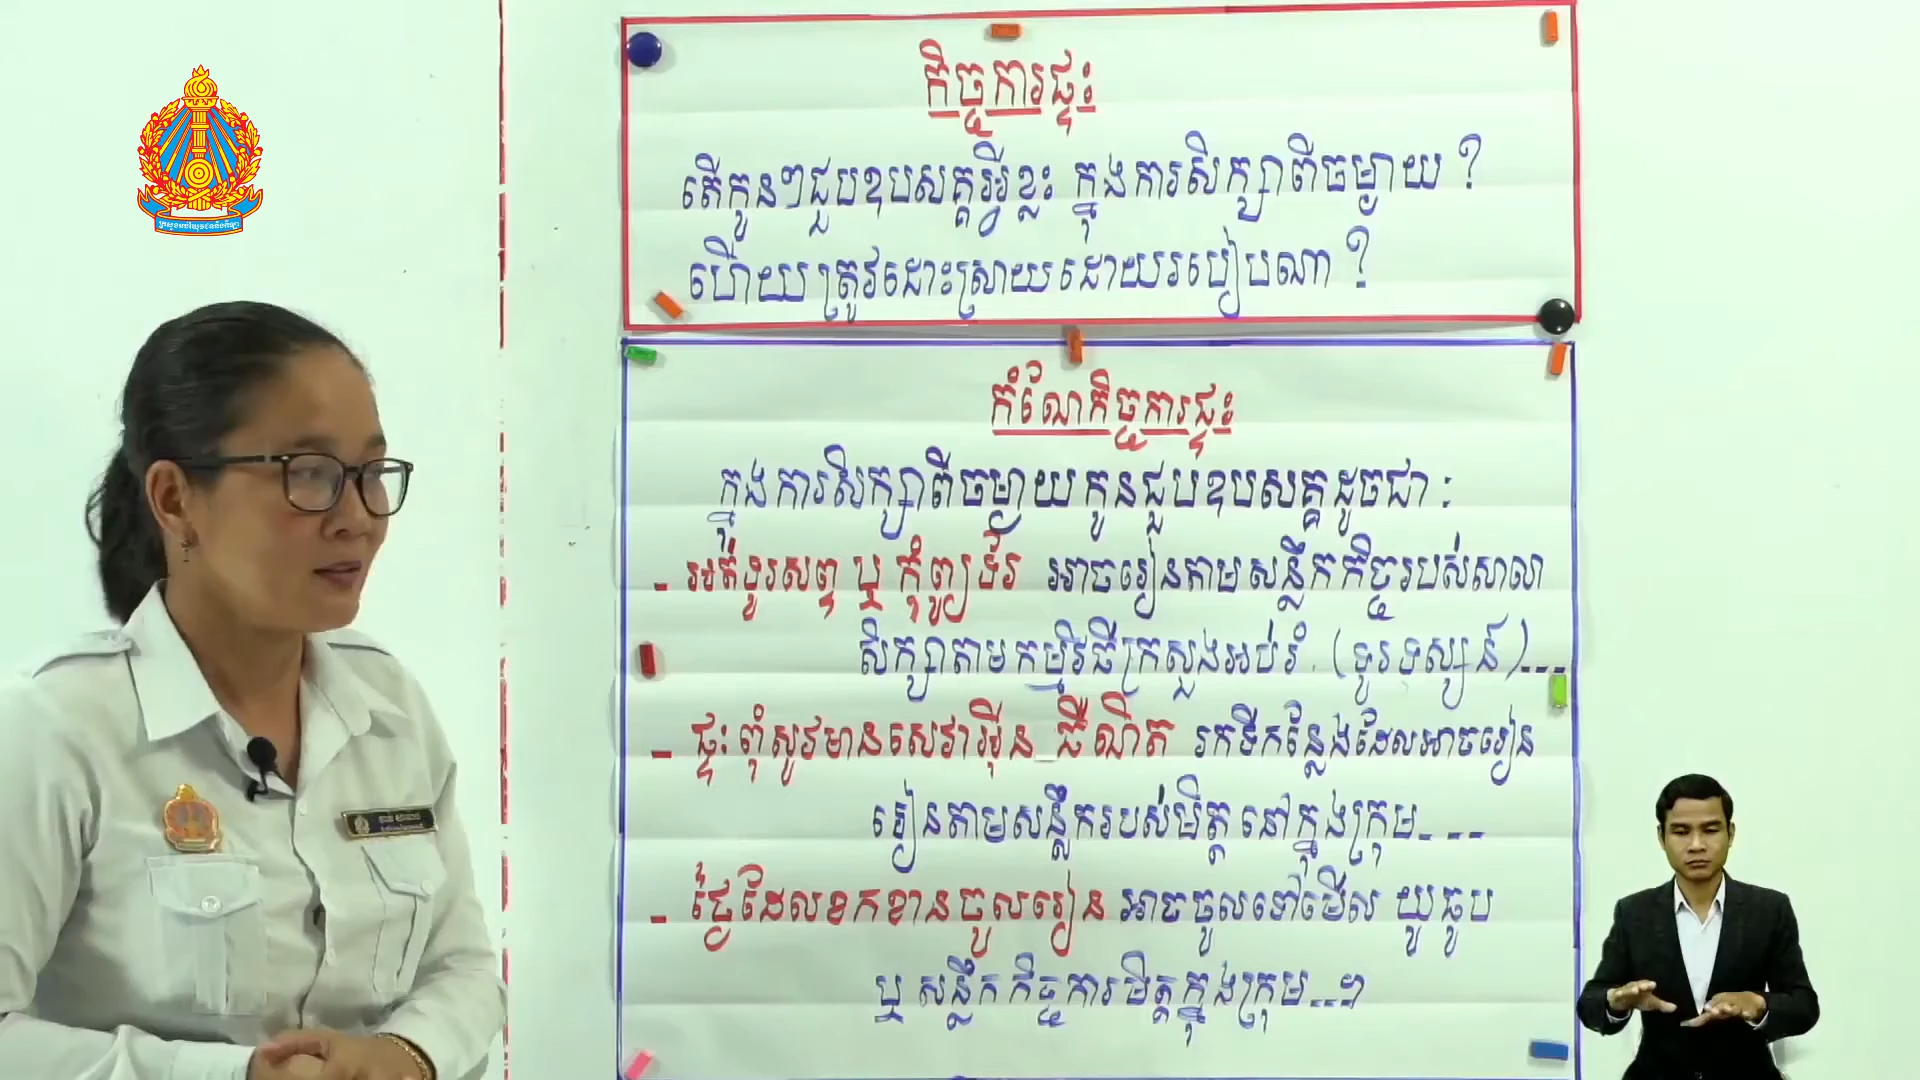 កិច្ចការផ្ទះ
តើកូនៗជួបឧបសគ្គអ្វីខ្លះ ក្នុងការសិក្សាពីចម្ងាយ ?
ហើយត្រូវដោះស្រាយដោយរបៀបណា ?
កំណែកិច្ចការផ្ទះ
ក្នុងការសិក្សាពីចម្ងាយកូនជួបឧបសគ្គដូចជា :
- អត់ទូរសព្ទ ឬ កុំព្យូទ័រ អាចរៀនតាមសន្លឹកកិច្ចរបស់សាលា
សិក្សាតាមកម្មវិធីក្រសួងអប់រំ. (ទូរទស្សន៍)...
- ផ្ទះពុំសូវមានសេវាអ៊ីនធឺណិត រកទីកន្លែងដែលអាចរៀន
រៀនតាមសន្លឹករបស់មិត្តនៅក្នុងក្រុម....
- ថ្ងៃដែលខកខានចូលរៀន អាចចូលទៅមើល យូធូប
ឬ សន្លឹកកិច្ចការមិត្តក្នុងក្រុម...។